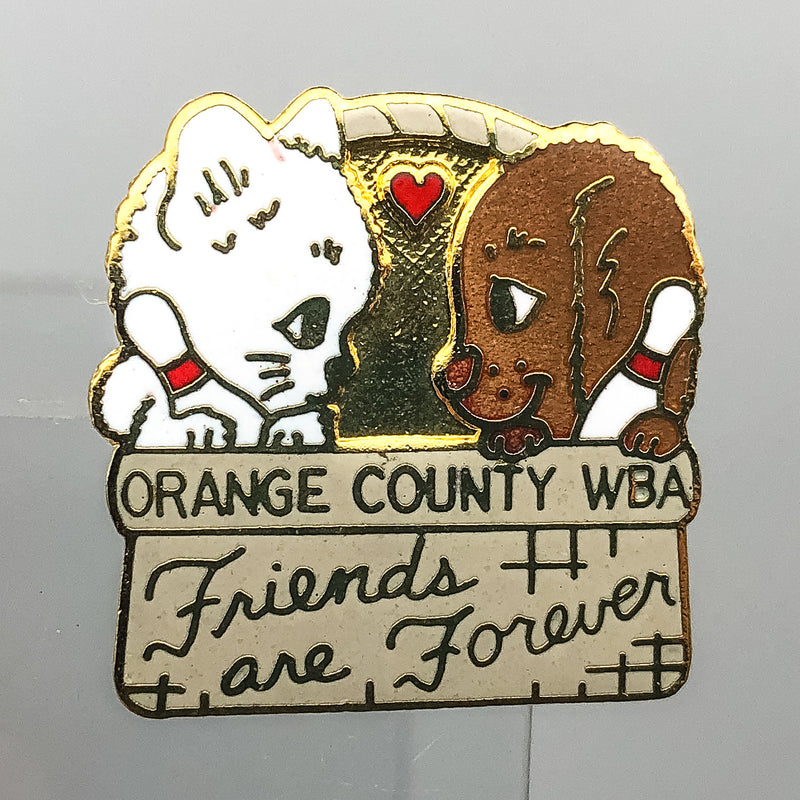 ORANGE COUNTY WBA
Friends
are Forever